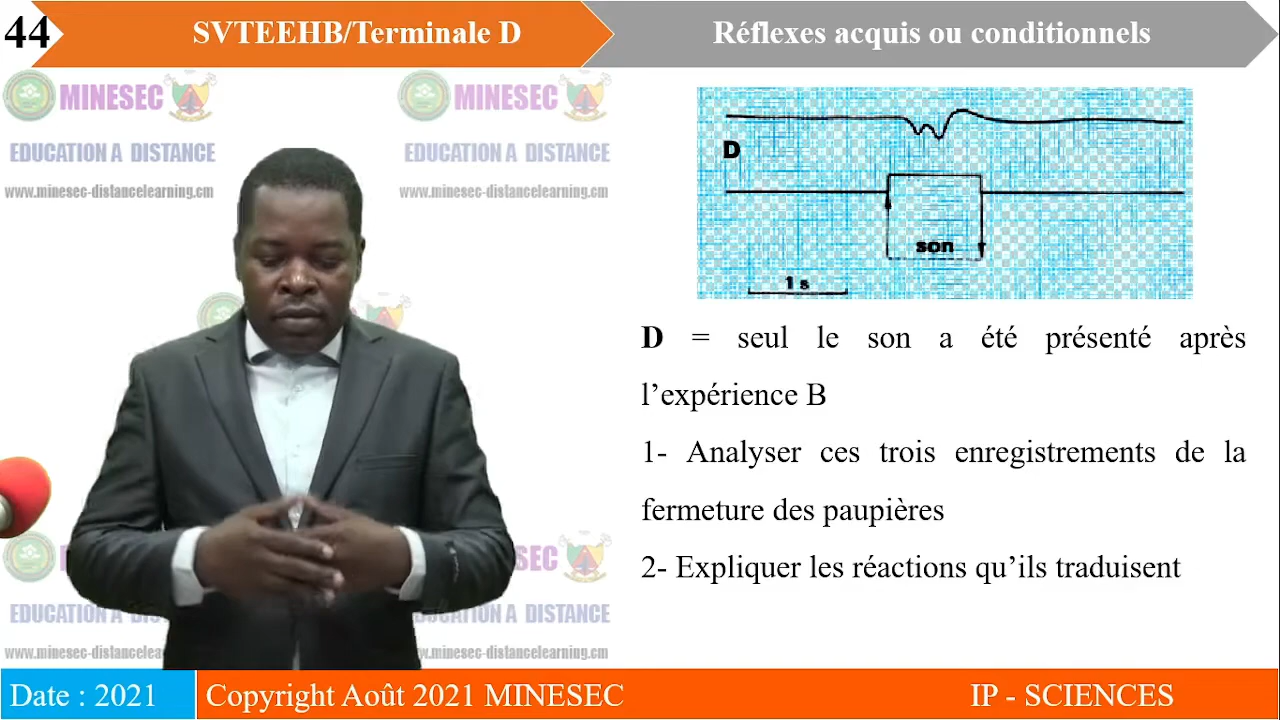 44
SVTEEHB/Terminale D
Réflexes acquis ou conditionnels
MINESEC
MINESEC
EDUCATION A DISTANCE
EDUCATION A DISTANCE
www.minesec-distancelearning.cm
www.minesec-distancelearning.cm
D
son
1 s
D = seul le son a été présenté après
l’expérience B
1- Analyser ces trois enregistrements de la
fermeture des paupières
2- Expliquer les réactions qu’ils traduisent
SEC
EDUCATION A
A DISTANCE
www.minesec-distancelea
.minesec-distancelearning.cm
Date : 2021
Copyright Août 2021 MINESEC
IP - SCIENCES